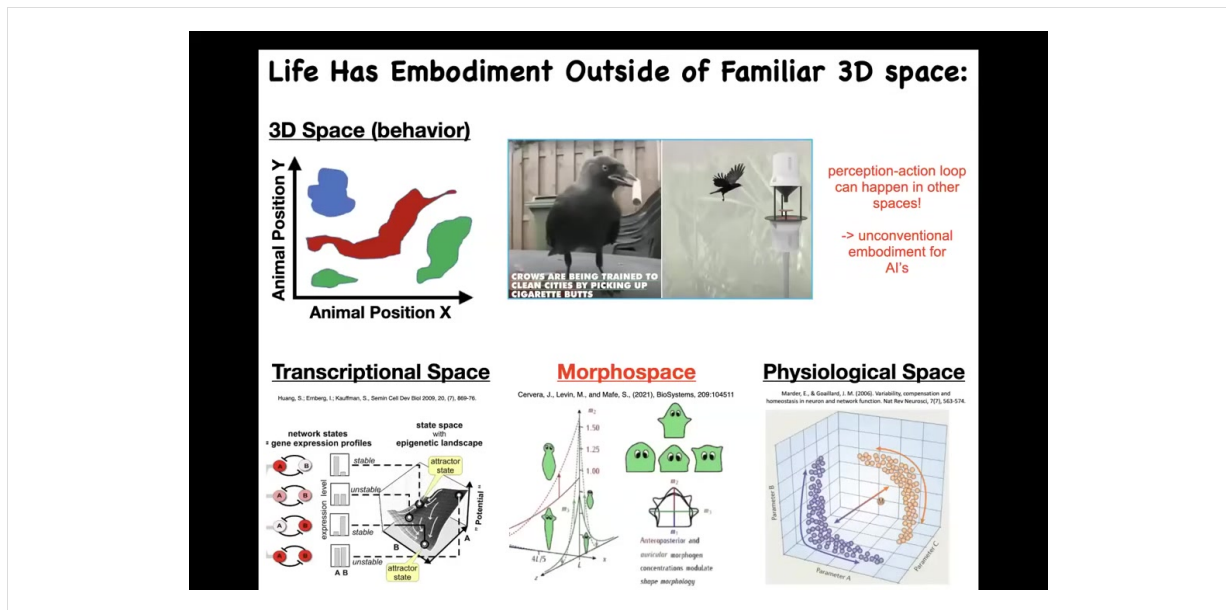 Life Has Embodiment Outside of Familiar 3D space:
3D Space (behavior)
Animal Position Y
Animal Position X
CROWS ARE BEING TRAINED TO
CLEAN CITIES BY PICKING UP
CIGARETTE BUTTS
perception-action loop
can happen in other
spaces!
-> unconventional
embodiment for
AI's
Transcriptional Space
Huang, S.; Ernberg, I.; Kauffman, S., Semin Cell Dev Biol 2009, 20, (7), 869-76.
network states
gene expression profiles
state space
with
epigenetic landscape
attractor
state
stable
unstable
stable
unstable
expression level
A B
A B
A B
A B
A B
B
A
Potential
attractor
state
Morphospace
Cervera, J., Levin, M., and Mafe, S., (2021), BioSystems, 209:104511
1.50
1.25
1.00
4L/5
L
x
z
Anteroposterior and
auricular morphogen
concentrations modulate
shape morphology
Physiological Space
Marder, E., & Goaillard, J. M. (2006). Variability, compensation and
homeostasis in neuron and network function. Nat Rev Neurosci, 7(7), 563-574.
Parameter B
Parameter A
Parameter C
M